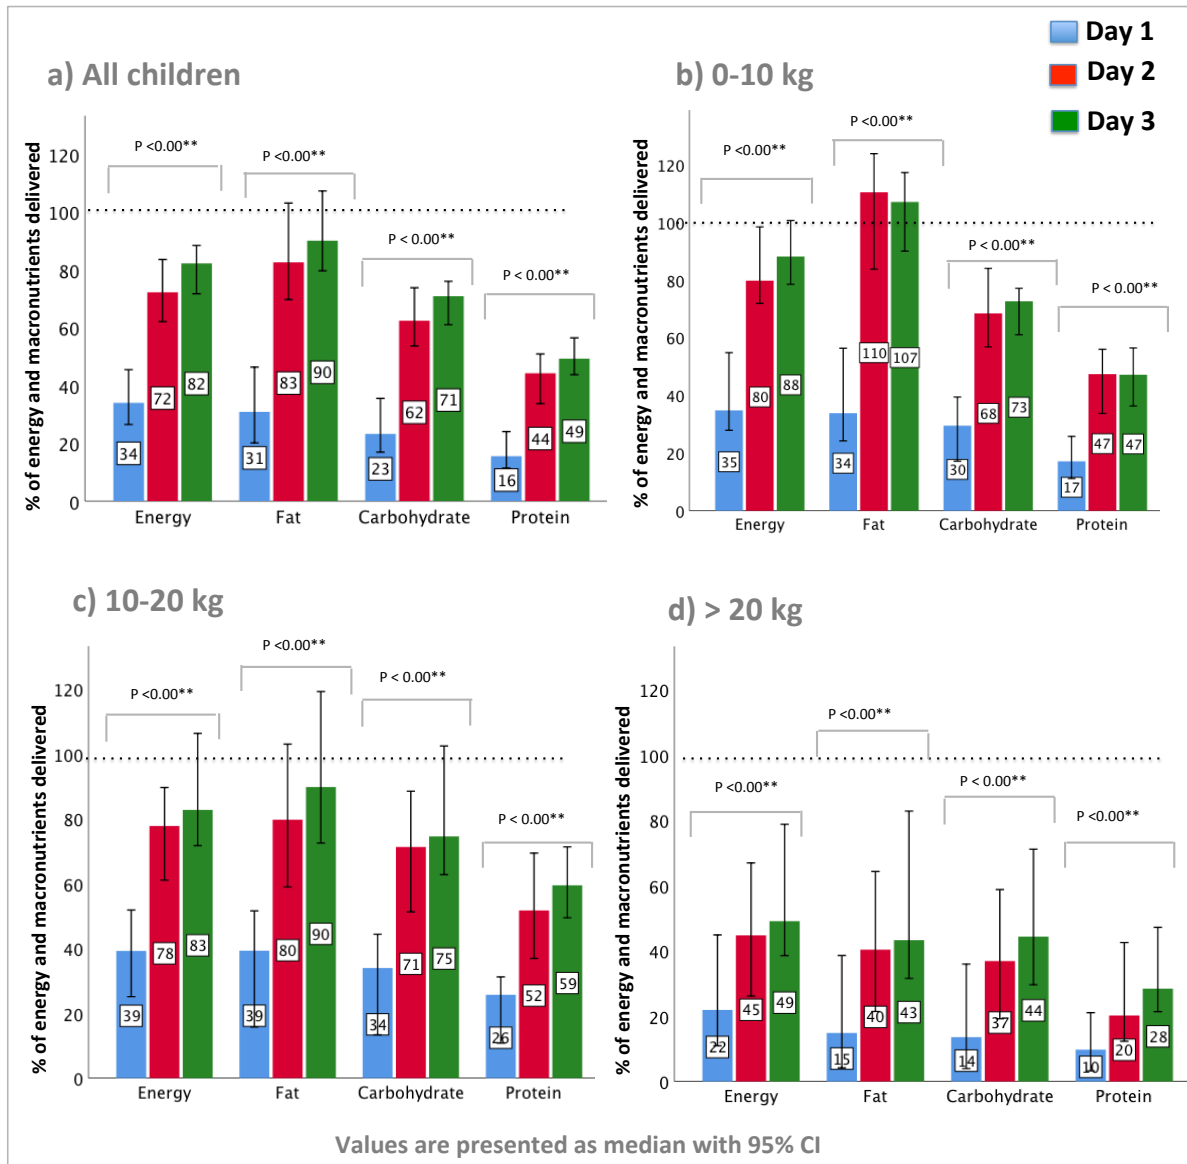 Day 1
Day 2
Day 3
a) All children
% of energy and macronutrients delivered
120
100
80
60
40
20
0
P <0.00**
P <0.00**
P < 0.00**
P < 0.00**
34
72
82
31
83
90
23
62
71
16
44
49
Energy
Fat
Carbohydrate
Protein
b) 0-10 kg
% of energy and macronutrients delivered
120
100
80
60
40
20
0
P <0.00**
P <0.00**
P < 0.00**
P <0.00**
35
80
88
34
110
107
30
68
73
17
47
47
Energy
Fat
Carbohydrate
Protein
c) 10-20 kg
% of energy and macronutrients delivered
120
100
80
60
40
20
0
P <0.00**
P <0.00**
P <0.00**
P < 0.00**
39
78
83
39
80
90
34
71
75
26
52
59
Energy
Fat
Carbohydrate
Protein
d) > 20 kg
% of energy and macronutrients delivered
120
100
80
60
40
20
0
P <0.00**
P <0.00**
P < 0.00**
P <0.00**
22
45
49
15
40
43
14
37
44
10
20
28
Energy
Fat
Carbohydrate
Protein
Values are presented as median with 95% CI